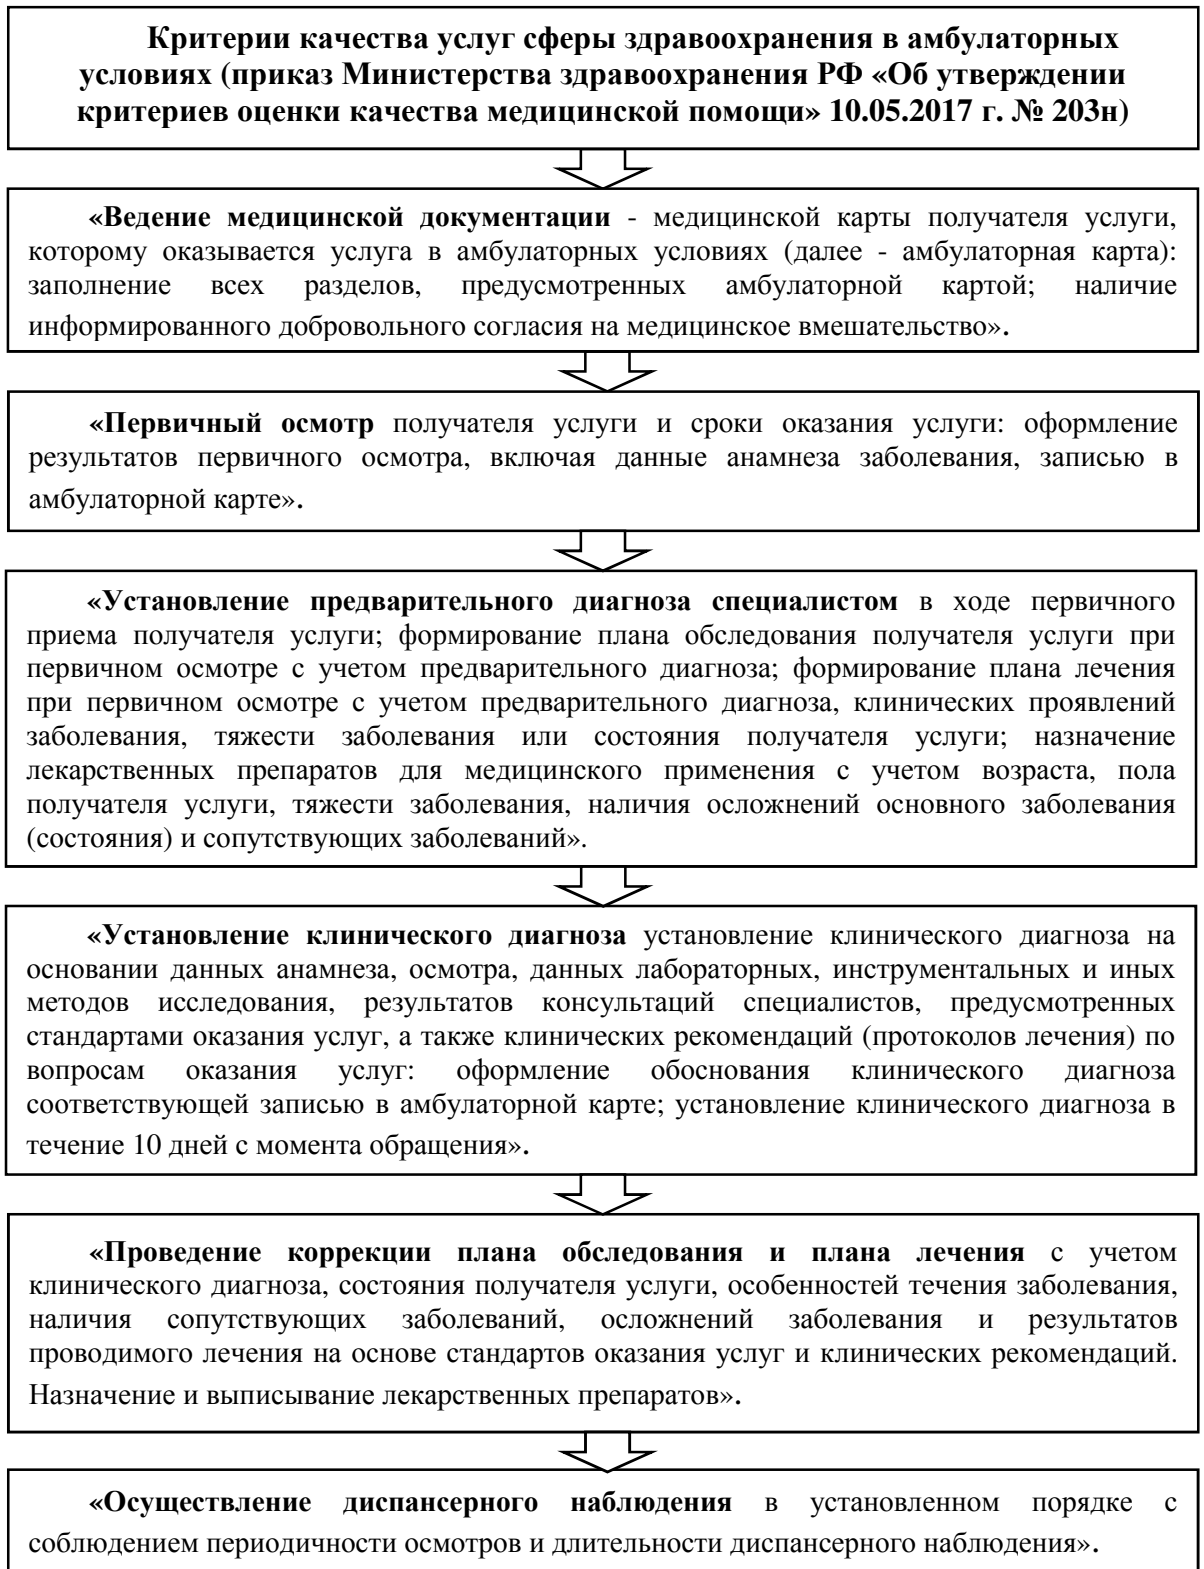 Критерии качества услуг сферы здравоохранения в амбулаторных
условиях (приказ Министерства здравоохранения РФ «Об утверждении
критериев оценки качества медицинской помощи» 10.05.2017 г. № 203н)
«Ведение медицинской документации - медицинской карты получателя услуги,
которому оказывается услуга в амбулаторных условиях (далее - амбулаторная карта):
заполнение всех разделов, предусмотренных амбулаторной картой; наличие
информированного добровольного согласия на медицинское вмешательство».
«Первичный осмотр получателя услуги и сроки оказания услуги: оформление
результатов первичного осмотра, включая данные анамнеза заболевания, записью в
амбулаторной карте».
«Установление предварительного диагноза специалистом в ходе первичного
приема получателя услуги; формирование плана обследования получателя услуги при
первичном осмотре с учетом предварительного диагноза; формирование плана лечения
при первичном осмотре с учетом предварительного диагноза, клинических проявлений
заболевания, тяжести заболевания или состояния получателя услуги; назначение
лекарственных препаратов для медицинского применения с учетом возраста, пола
получателя услуги, тяжести заболевания, наличия осложнений основного заболевания
(состояния) и сопутствующих заболеваний».
«Установление клинического диагноза установление клинического диагноза на
основании данных анамнеза, осмотра, данных лабораторных, инструментальных и иных
методов исследования, результатов консультаций специалистов, предусмотренных
стандартами оказания услуг, а также клинических рекомендаций (протоколов лечения) по
вопросам оказания услуг: оформление обоснования клинического диагноза
соответствующей записью в амбулаторной карте; установление клинического диагноза в
течение 10 дней с момента обращения».
«Проведение коррекции плана обследования и плана лечения с учетом
клинического диагноза, состояния получателя услуги, особенностей течения заболевания,
наличия сопутствующих заболеваний, осложнений заболевания и результатов
проводимого лечения на основе стандартов оказания услуг и клинических рекомендаций.
Назначение и выписывание лекарственных препаратов».
«Осуществление диспансерного наблюдения в установленном порядке с
соблюдением периодичности осмотров и длительности диспансерного наблюдения».